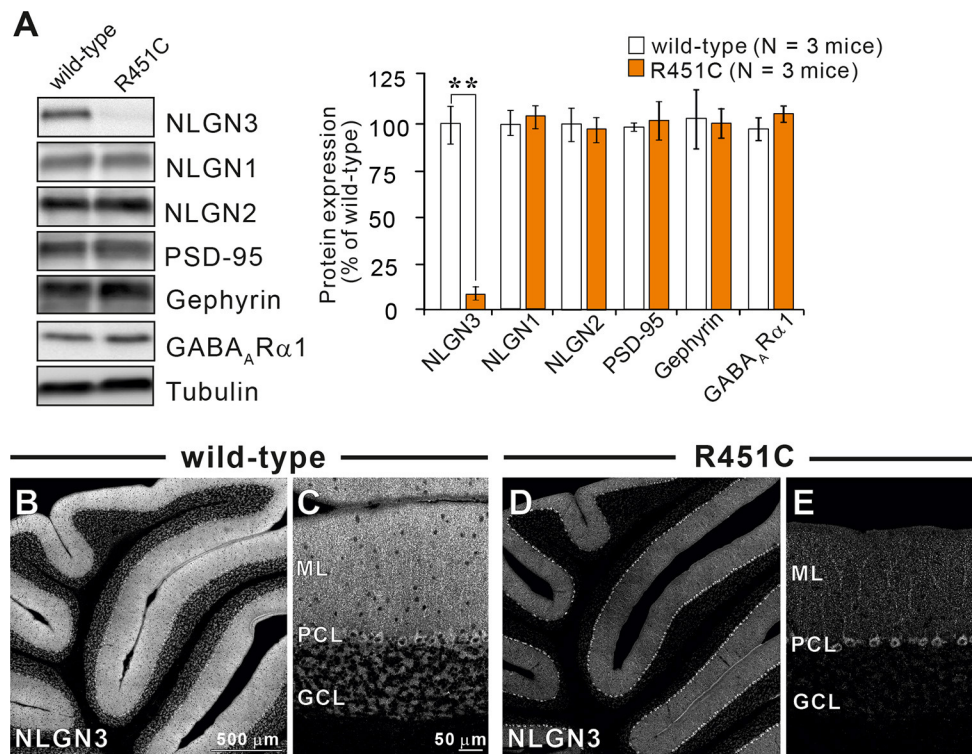 A
wild-type
R451C
NLGN3
NLGN1
NLGN2
PSD-95
Gephyrin
GABAARα1
Tubulin
wild-type (N = 3 mice)
R451C (N = 3 mice)
Protein expression
(% of wild-type)
125
100
75
50
25
0
**
NLGN3
NLGN1
NLGN2
PSD-95
Gephyrin
GABAARα1
wild-type
R451C
B
NLGN3
500 μm
C
ML
PCL
GCL
50 μm
D
NLGN3
E
ML
PCL
GCL